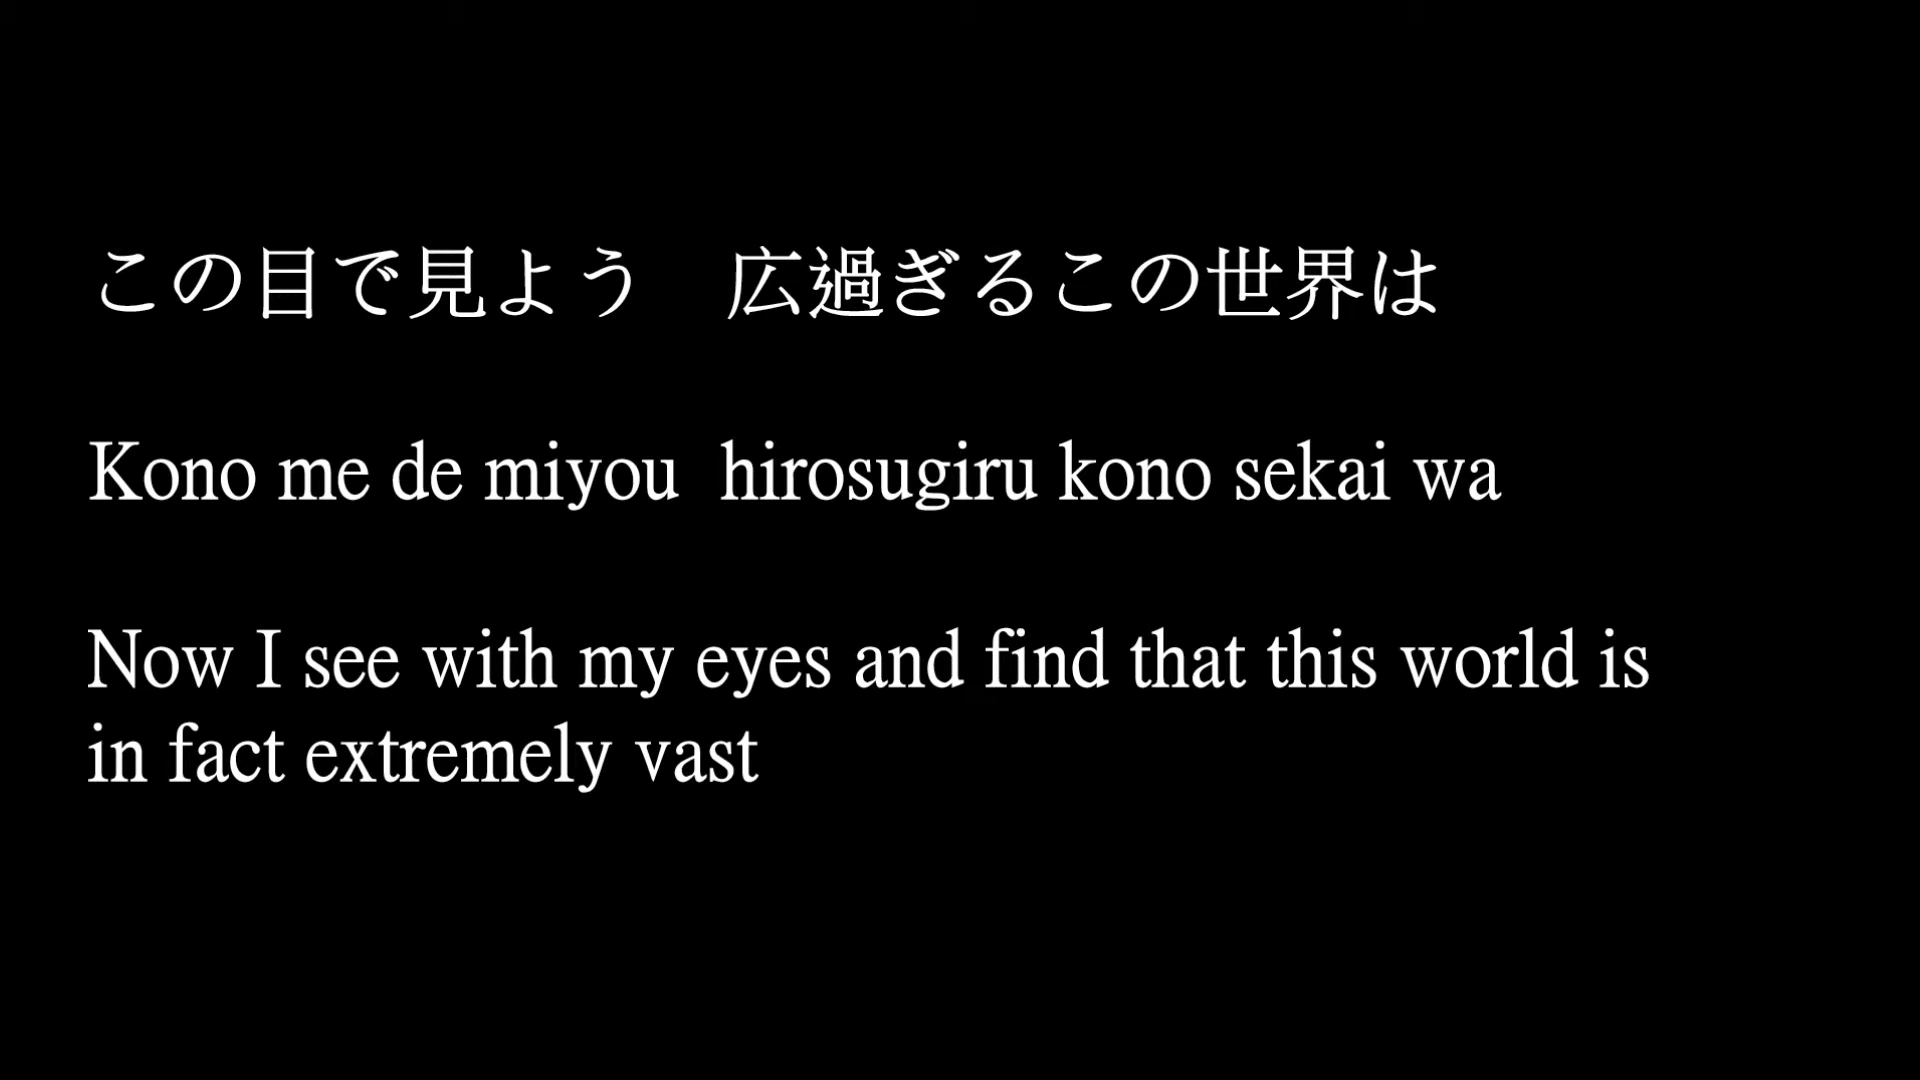 この目で見よう　広過ぎるこの世界は
Kono me de miyou  hirosugiru kono sekai wa
Now I see with my eyes and find that this world is
in fact extremely vast